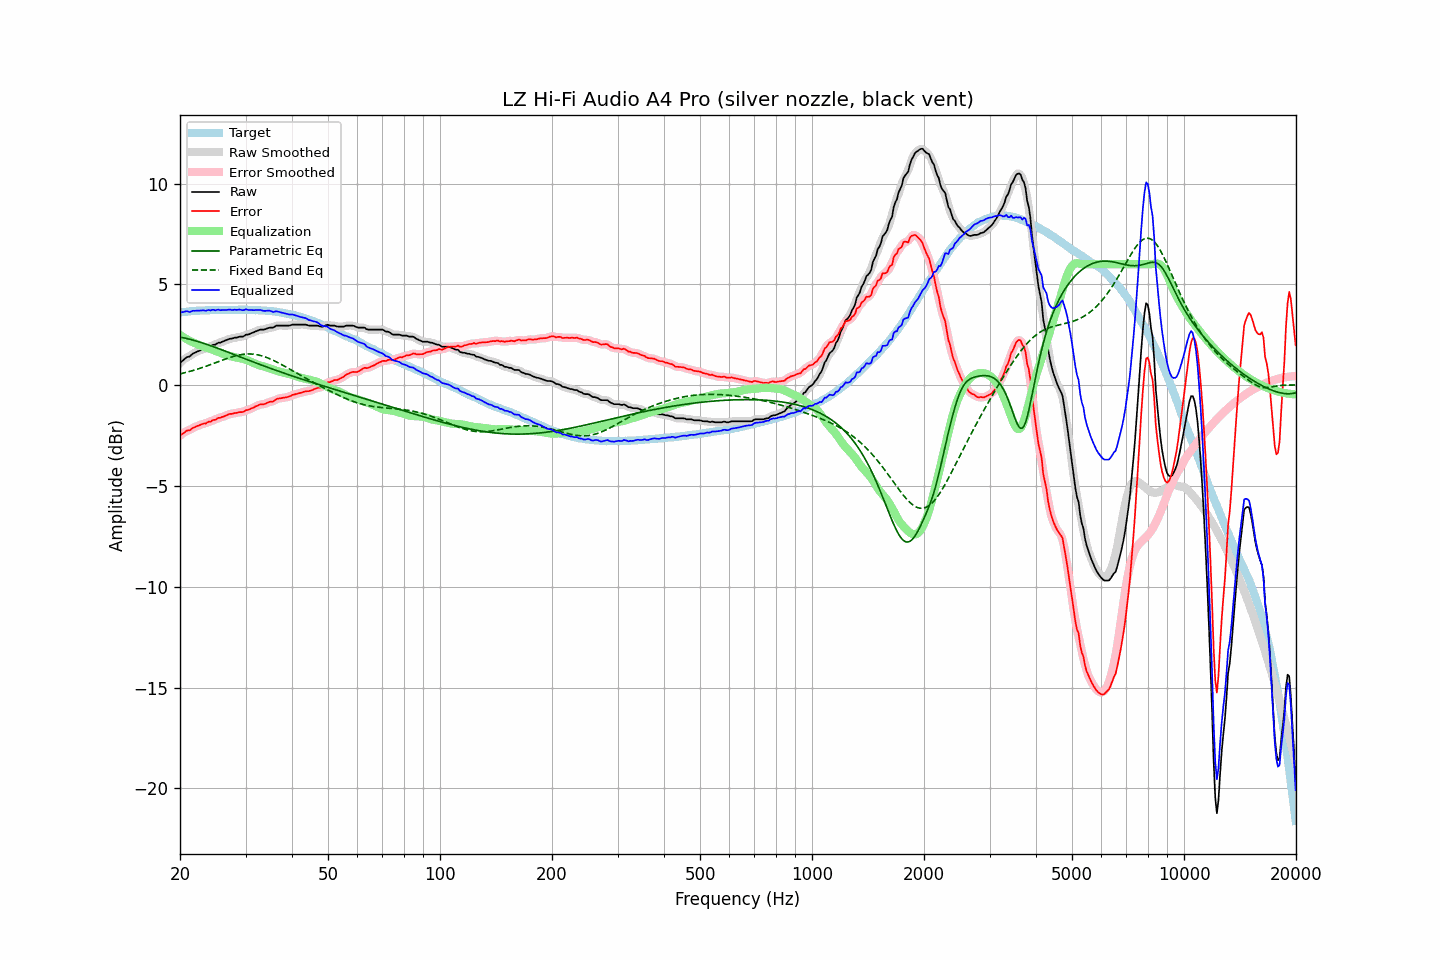 LZ Hi-Fi Audio A4 Pro (silver nozzle, black vent)
Target
Raw Smoothed
Error Smoothed
Raw
Error
Equalization
Parametric Eq
Fixed Band Eq
Equalized
10
5
0
−5
−10
−15
−20
Amplitude (dBr)
20 50 100 200 500 1000 2000 5000 10000 20000
Frequency (Hz)